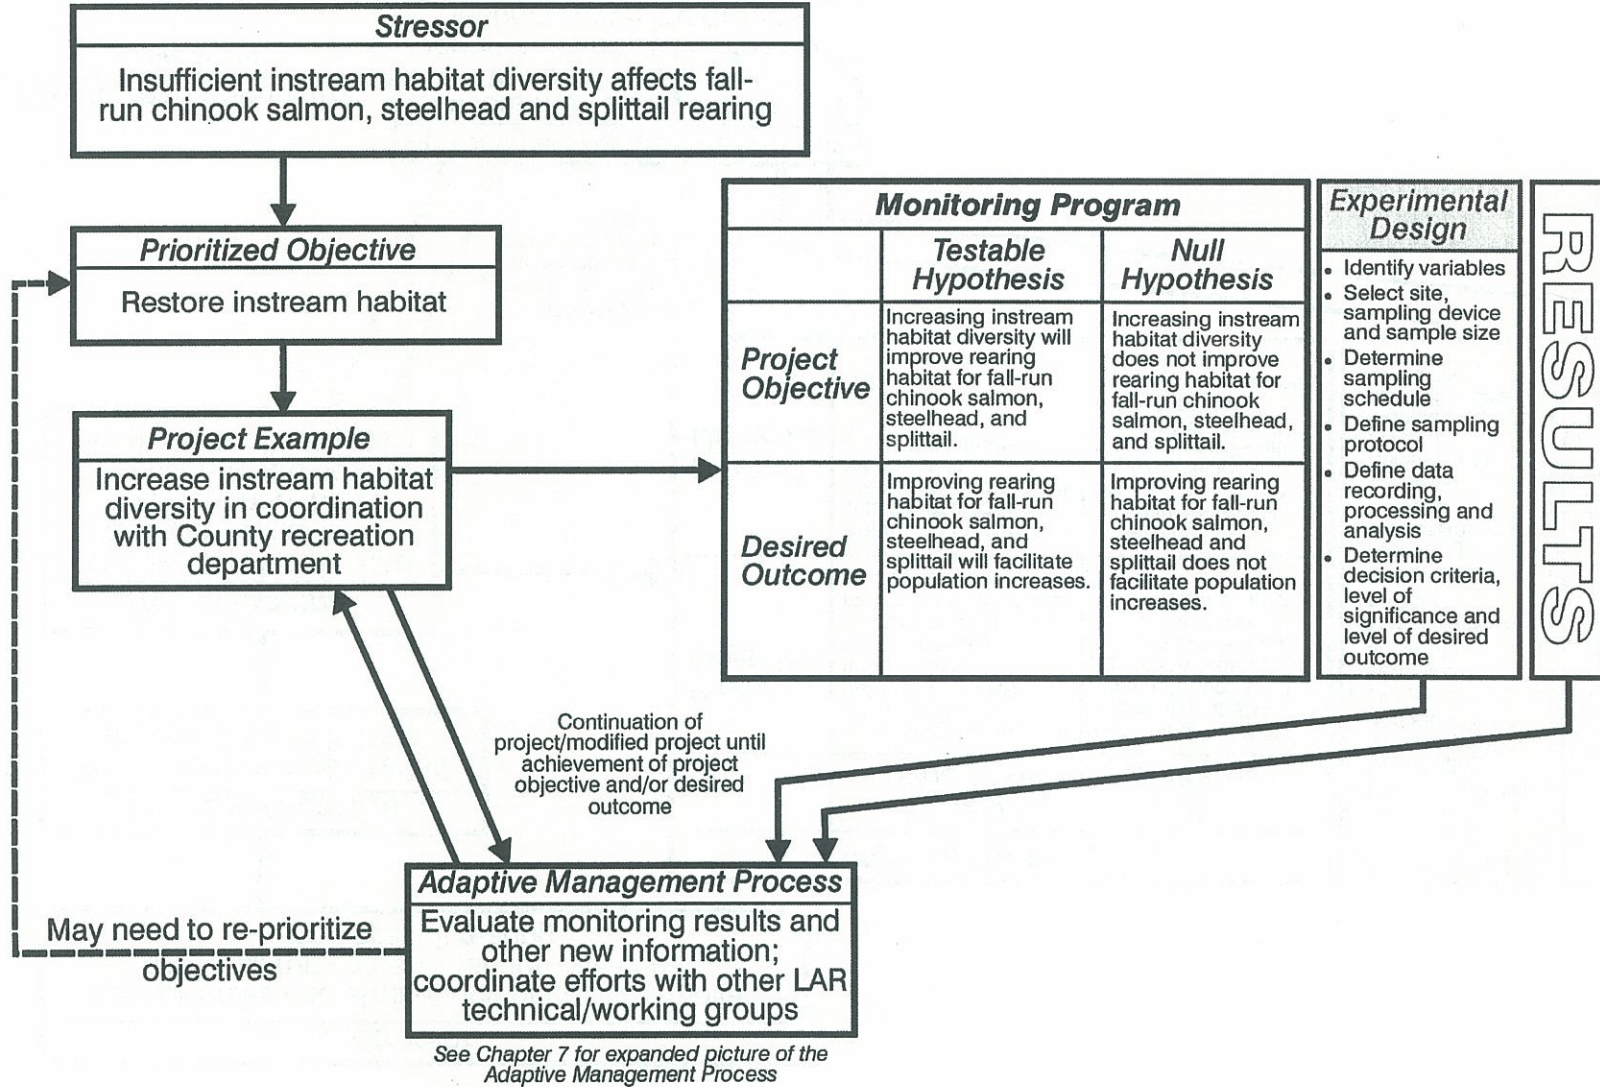 Stressor
Insufficient instream habitat diversity affects fall-
run chinook salmon, steelhead and splittail rearing
Prioritized Objective
Restore instream habitat
Project Example
Increase instream habitat
diversity in coordination
with County recreation
department
Monitoring Program
Testable
Hypothesis
Null
Hypothesis
Project
Objective
Increasing instream
habitat diversity will
improve rearing
habitat for fall-run
chinook salmon,
steelhead, and
splittail.
Increasing instream
habitat diversity
does not improve
rearing habitat for
fall-run chinook
salmon, steelhead,
and splittail.
Desired
Outcome
Improving rearing
habitat for fall-run
chinook salmon,
steelhead, and
splittail will facilitate
population increases.
Improving rearing
habitat for fall-run
chinook salmon,
steelhead and
splittail does not
facilitate population
increases.
Experimental
Design
• Identify variables
• Select site,
sampling device
and sample size
• Determine
sampling
schedule
• Define sampling
protocol
• Define data
recording,
processing and
analysis
• Determine
decision criteria,
level of
significance and
level of desired
outcome
RESULTS
Continuation of
project/modified project until
achievement of project
objective and/or desired
outcome
Adaptive Management Process
Evaluate monitoring results and
other new information;
coordinate efforts with other LAR
technical/working groups
May need to re-prioritize
objectives
See Chapter 7 for expanded picture of the
Adaptive Management Process